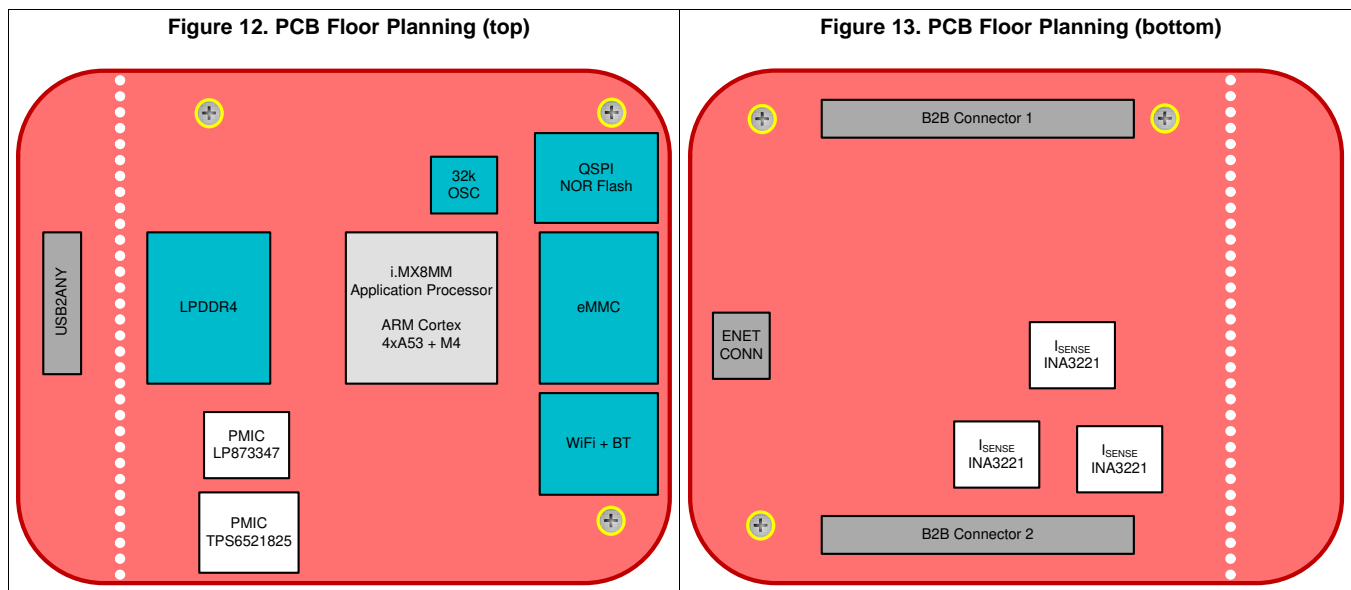 Figure 12. PCB Floor Planning (top)
32k
OSC
QSPI
NOR Flash
USB2ANY
LPDDR4
i.MX8MM
Application Processor
ARM Cortex
4xA53 + M4
eMMC
PMIC
LP873347
WiFi + BT
PMIC
TPS6521825
Figure 13. PCB Floor Planning (bottom)
B2B Connector 1
ENET
CONN
ISENSE
INA3221
ISENSE
INA3221
ISENSE
INA3221
B2B Connector 2